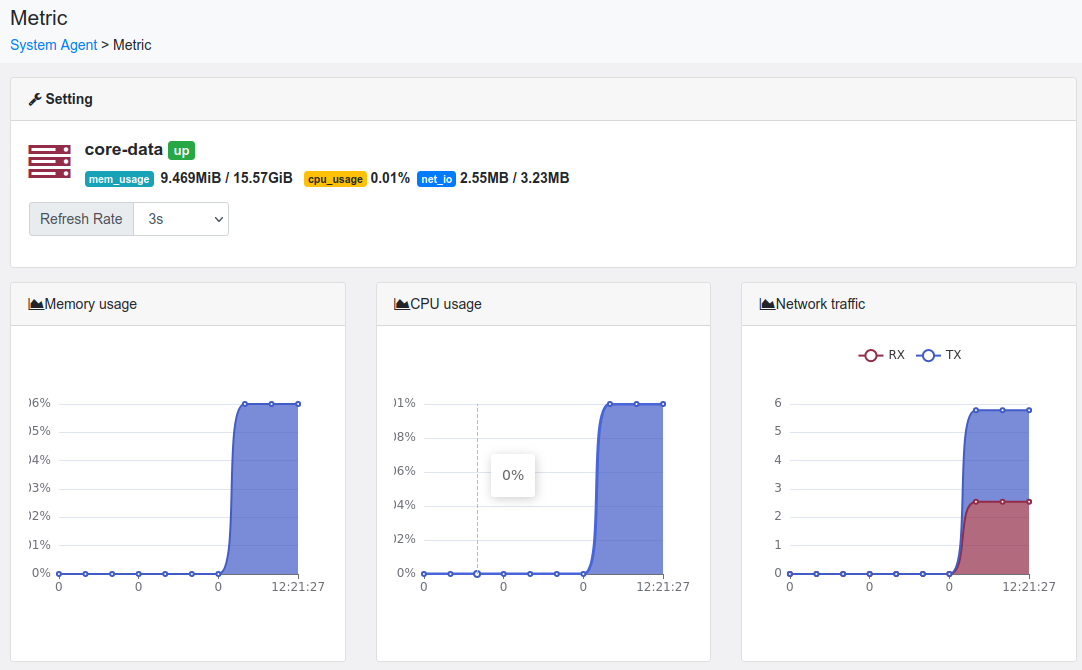 Metric
System Agent > Metric
Setting
core-data up
mem_usage 9.469MiB / 15.57GiB cpu_usage 0.01% net_io 2.55MB / 3.23MB
Refresh Rate 3s
Memory usage
6%
5%
4%
3%
2%
1%
0%
0 0 0 12:21:27
CPU usage
1%
8%
6%
4%
2%
0%
0%
0 0 0 12:21:27
Network traffic
RX TX
6
5
4
3
2
1
0
0 0 0 12:21:27